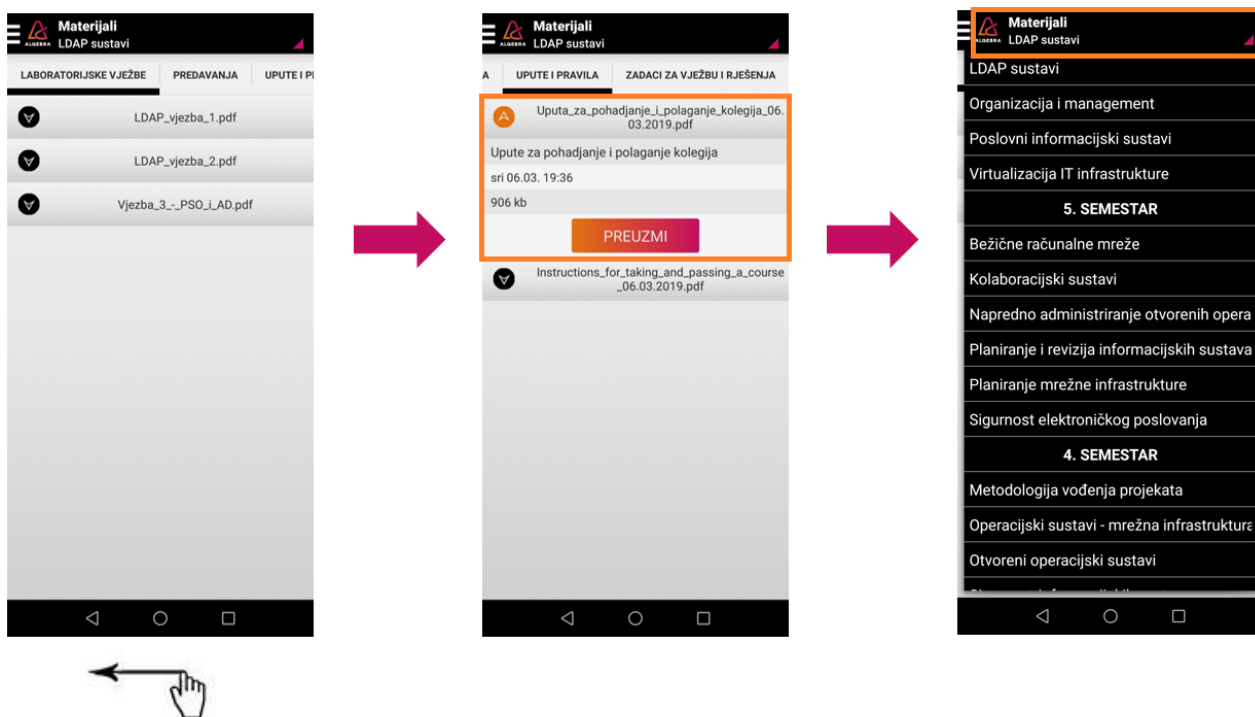 ALGEBRA
Materijali
LDAP sustavi
LABORATORIJSKE VJEŽBE PREDAVANJA UPUTE I P
LDAP_vjezba_1.pdf
LDAP_vjezba_2.pdf
Vjezba_3_-_PSO_i_AD.pdf
ALGEBRA
Materijali
LDAP sustavi
A UPUTE I PRAVILA ZADACI ZA VJEŽBU I RJEŠENJA
Uputa_za_pohadjanje_i_polaganje_kolegija_06.
03.2019.pdf
Upute za pohadjanje i polaganje kolegija
sri 06.03. 19:36
906 kb
PREUZMI
Instructions_for_taking_and_passing_a_course
_06.03.2019.pdf
ALGEBRA
Materijali
LDAP sustavi
LDAP sustavi
Organizacija i management
Poslovni informacijski sustavi
Virtualizacija IT infrastrukture
5. SEMESTAR
Bežične računalne mreže
Kolaboracijski sustavi
Napredno administriranje otvorenih opera
Planiranje i revizija informacijskih sustava
Planiranje mrežne infrastrukture
Sigurnost elektroničkog poslovanja
4. SEMESTAR
Metodologija vođenja projekata
Operacijski sustavi - mrežna infrastruktura
Otvoreni operacijski sustavi